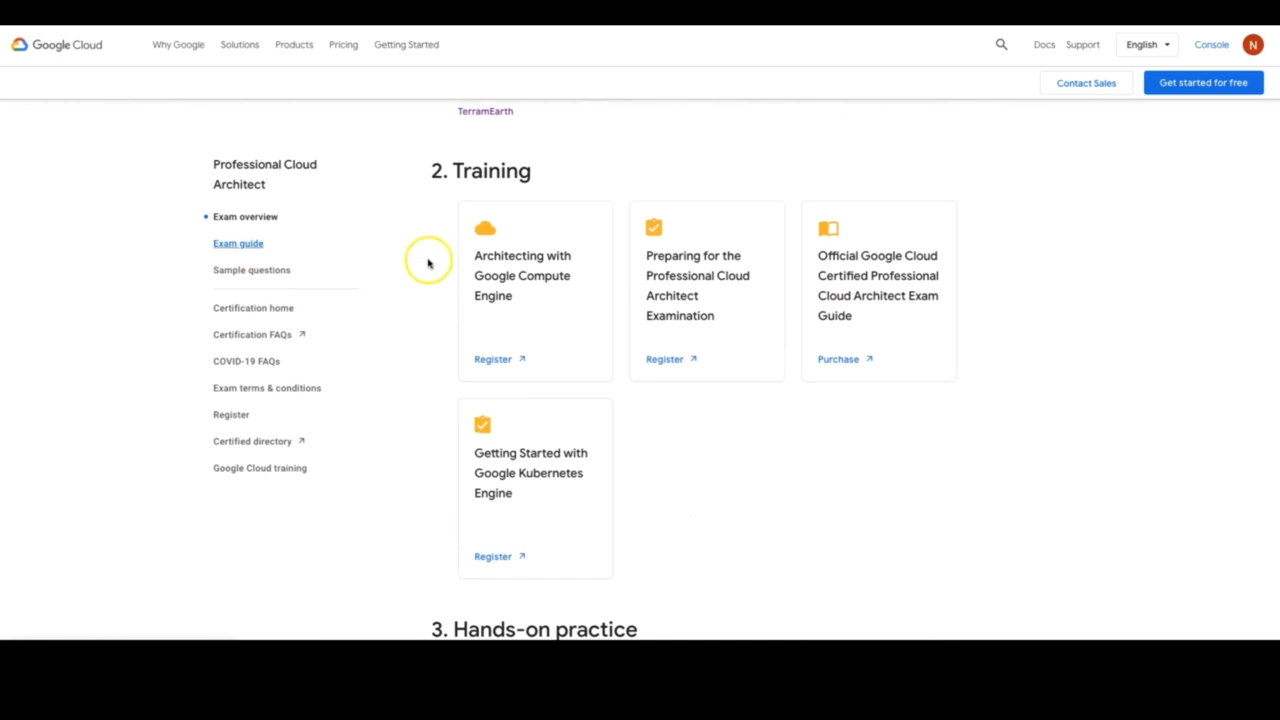 Google Cloud
Why Google
Solutions
Products
Pricing
Getting Started
Docs
Support
English
Console
N
Contact Sales
Get started for free
TerramEarth
Professional Cloud
Architect
Exam overview
Exam guide
Sample questions
Certification home
Certification FAQs
COVID-19 FAQs
Exam terms & conditions
Register
Certified directory
Google Cloud training
2. Training
Architecting with
Google Compute
Engine
Register
Preparing for the
Professional Cloud
Architect
Examination
Register
Official Google Cloud
Certified Professional
Cloud Architect Exam
Guide
Purchase
Getting Started with
Google Kubernetes
Engine
Register
3. Hands-on practice